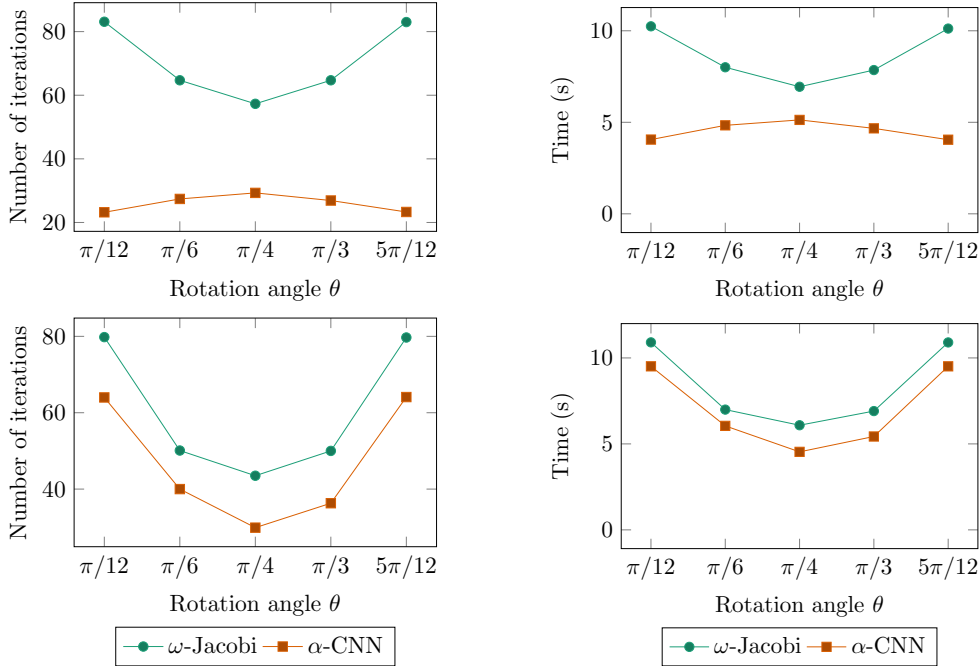 Number of iterations
80
60
40
20
π/12 π/6 π/4 π/3 5π/12
Rotation angle θ
Time (s)
10
5
0
π/12 π/6 π/4 π/3 5π/12
Rotation angle θ
Number of iterations
80
60
40
π/12 π/6 π/4 π/3 5π/12
Rotation angle θ
Time (s)
10
5
0
π/12 π/6 π/4 π/3 5π/12
Rotation angle θ
ω-Jacobi α-CNN
ω-Jacobi α-CNN